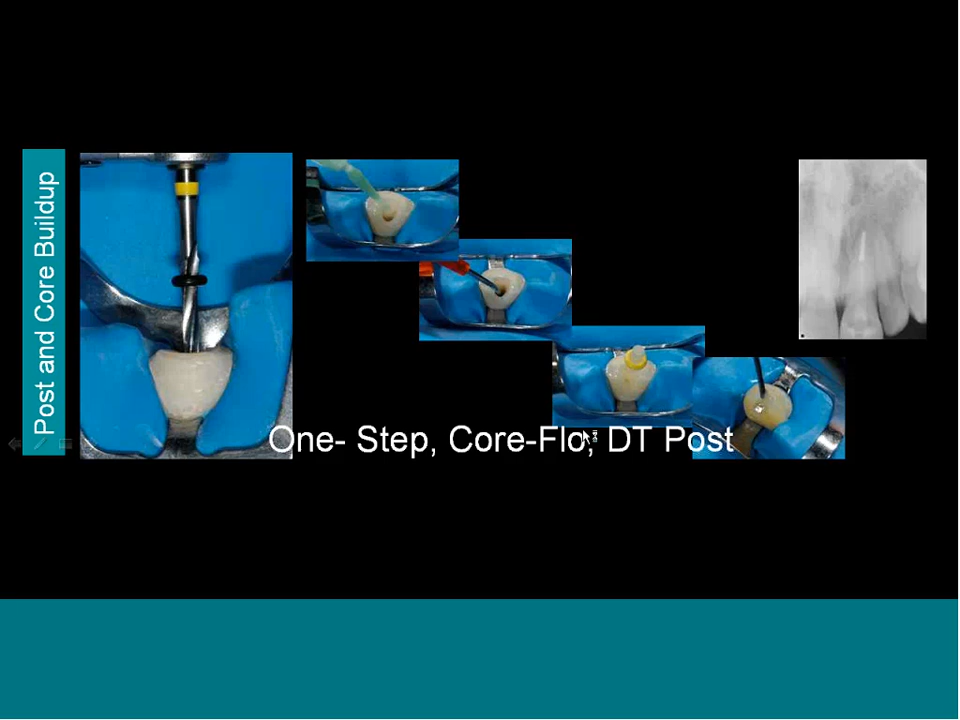 Post and Core Buildup
One- Step, Core-Flo, DT Post